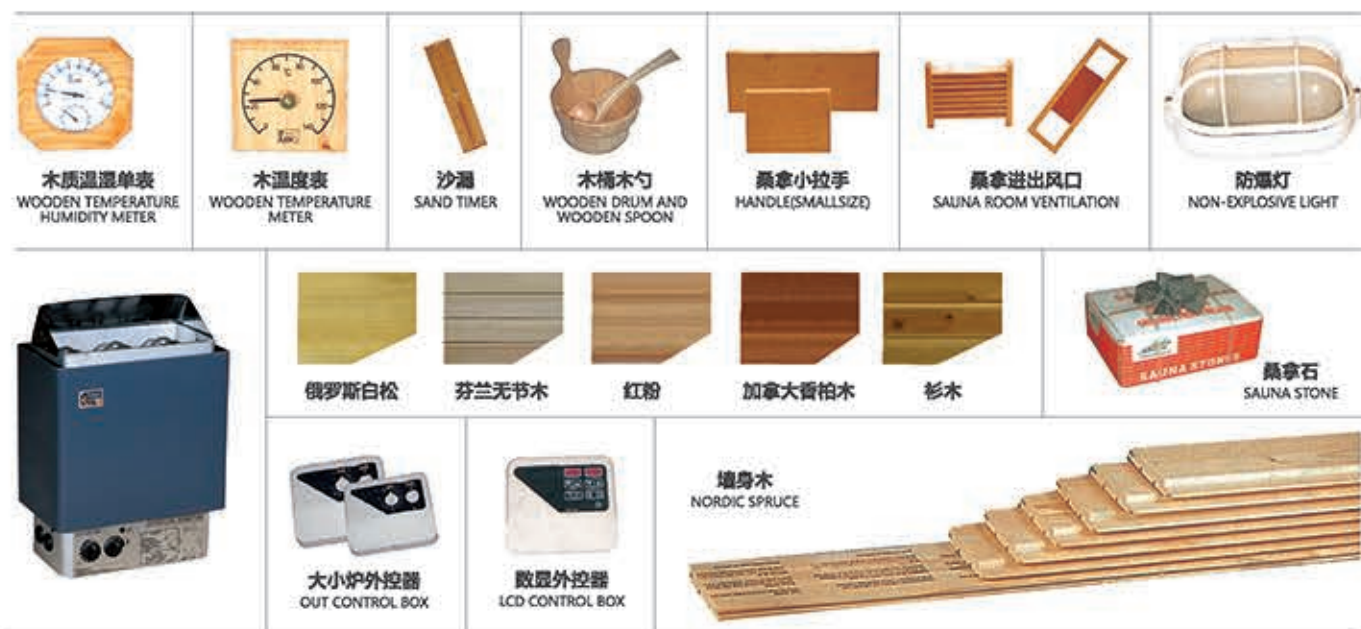 木质温湿单表
WOODEN TEMPERATURE
HUMIDITY METER
木温度表
WOODEN TEMPERATURE
METER
沙漏
SAND TIMER
木桶木勺
WOODEN DRUM AND
WOODEN SPOON
桑拿小拉手
HANDLE(SMALLSIZE)
桑拿进出风口
SAUNA ROOM VENTILATION
防爆灯
NON-EXPLOSIVE LIGHT
俄罗斯白松
芬兰无节木
红粉
加拿大香柏木
杉木
SAUNA STONES
桑拿石
SAUNA STONE
大小炉外控器
OUT CONTROL BOX
数显外控器
LCD CONTROL BOX
墙身木
NORDIC SPRUCE